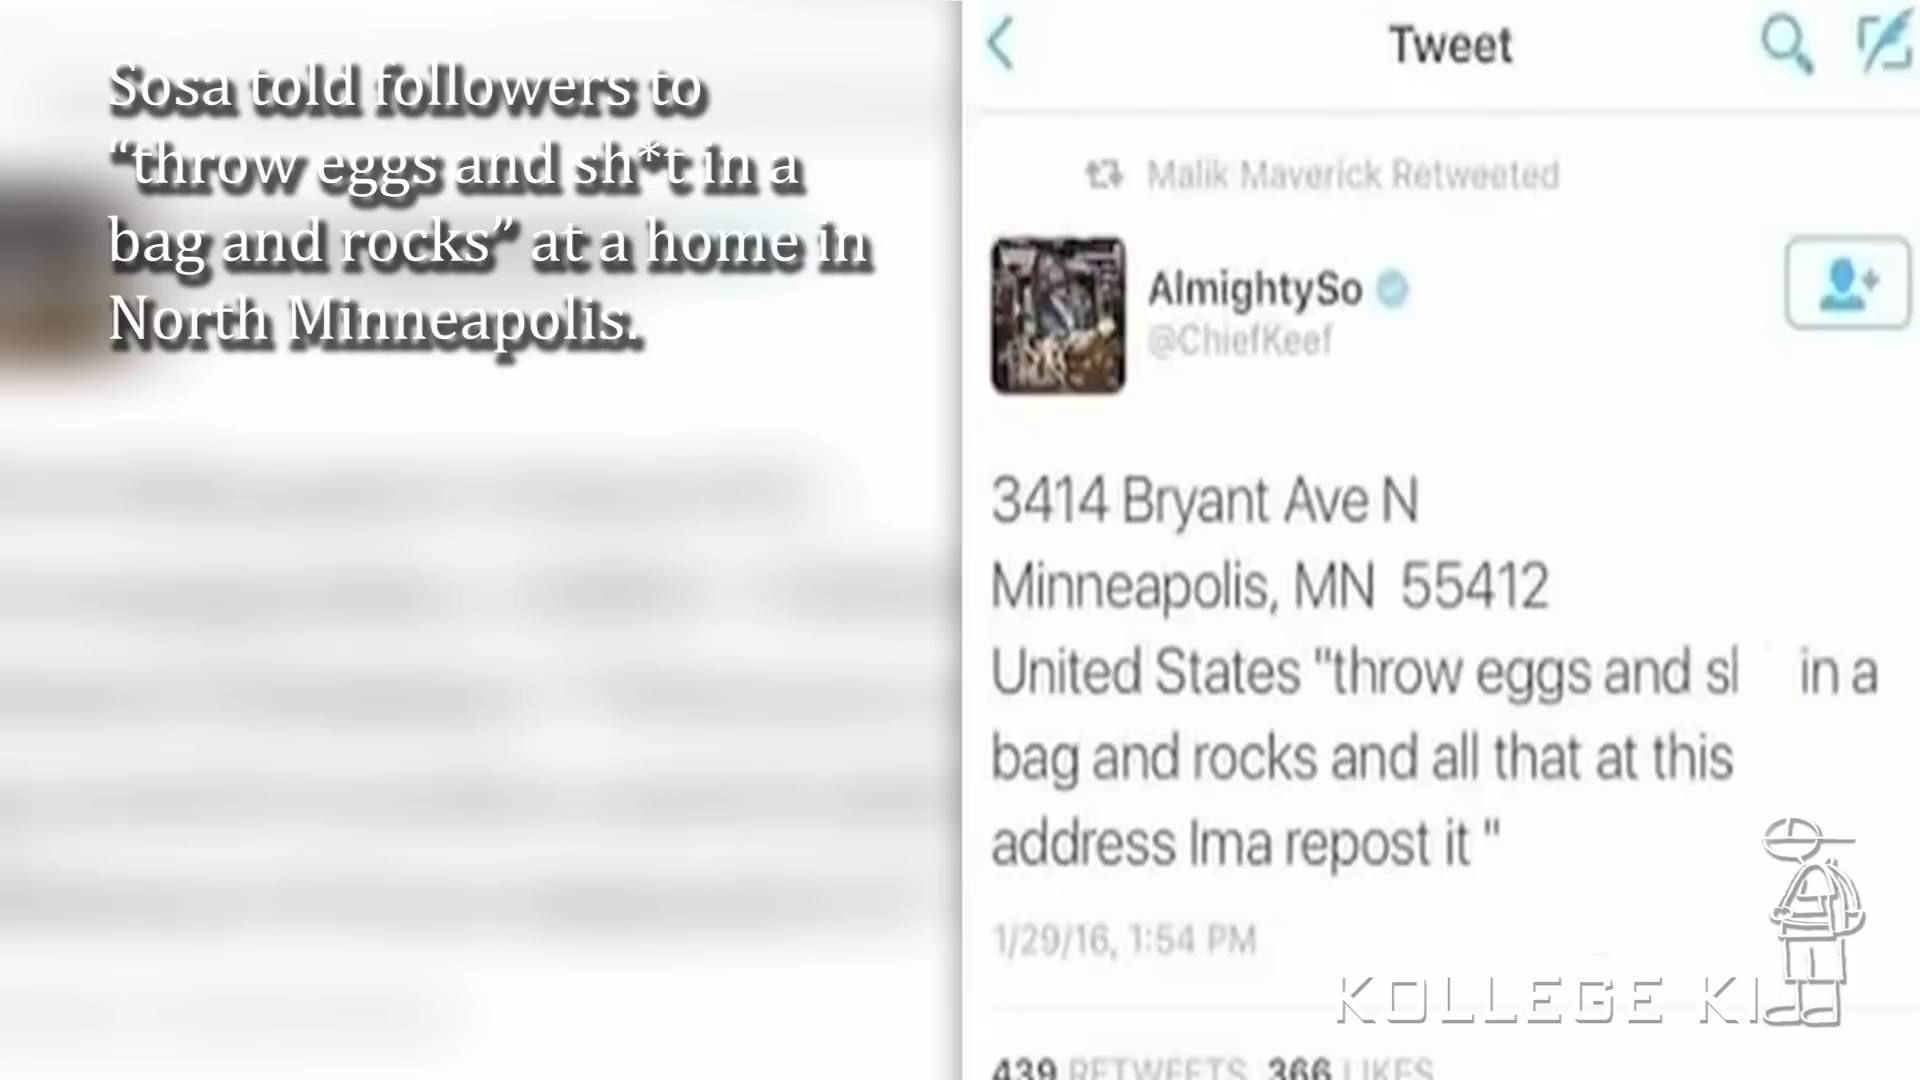 Sosa told followers to
“throw eggs and sh*t in a
bag and rocks” at a home in
North Minneapolis.
Tweet
Malik Maverick Retweeted
AlmightySo
@ChiefKeef
3414 Bryant Ave N
Minneapolis, MN 55412
United States "throw eggs and sl in a
bag and rocks and all that at this
address Ima repost it "
1/29/16, 1:54 PM
KOLLEGE KI
439 RETWEETS 366 LIKES